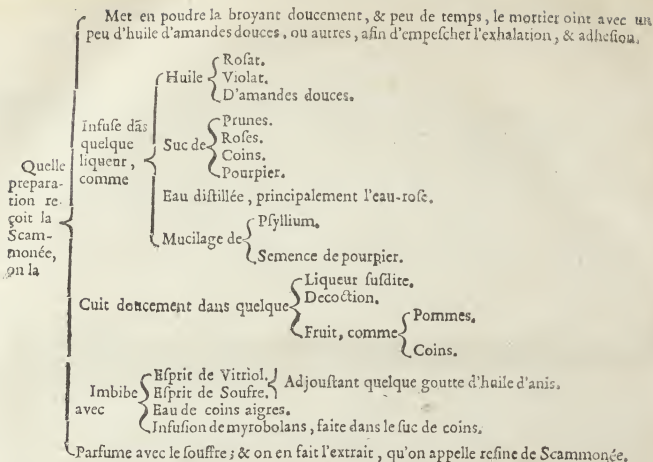 Met en poudre la broyant doucement, & peu de temps, le mortier oint avec un
peu d'huile d'amandes douces, ou autres, afin d'empeſcher l'exhalation, & adheſion.
Quelle
prepara-
tion re-
çoit la
Scam-
monée,
on la
Infuſe dãs
quelque
liqueur,
comme
Huile
Roſat.
Violat.
D'amandes douces.
Suc de
Prunes.
Roſes.
Coins.
Pourpier.
Eau diſtillée, principalement l'eau-roſe.
Mucilage de
Pſyllium.
Semence de pourpier.
Cuit doucement dans quelque
Liqueur ſuſdite.
Decoction.
Fruit, comme
Pommes.
Coins.
Imbibe
avec
Eſprit de Vitriol.
Eſprit de Soufre.
Adjouſtant quelque goutte d'huile d'anis.
Eau de coins aigres.
Infuſion de myrobolans, faite dans le ſuc de coins.
Parfume avec le ſouffre; & on en fait l'extrait, qu'on appelle reſine de Scammonée.